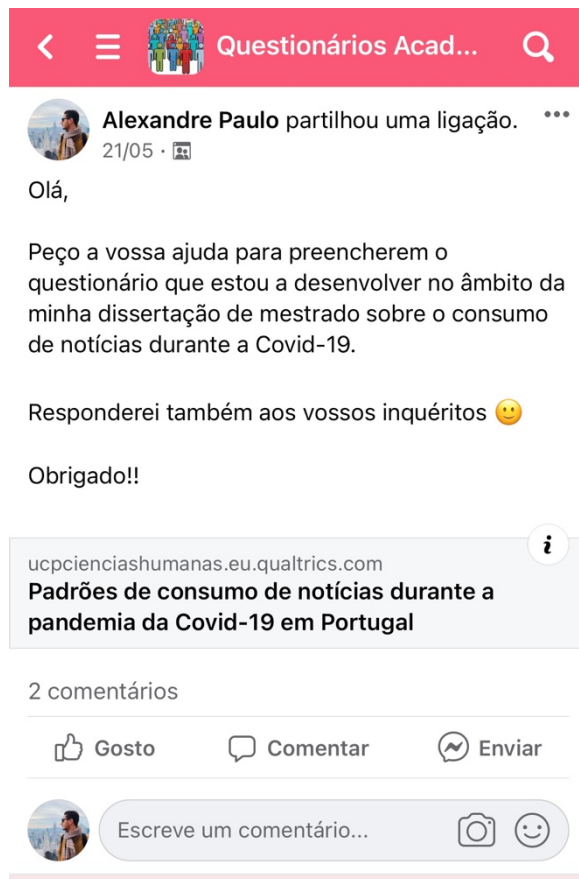 Questionários Acad...
Alexandre Paulo partilhou uma ligação.
21/05 ·
Olá,
Peço a vossa ajuda para preencherem o
questionário que estou a desenvolver no âmbito da
minha dissertação de mestrado sobre o consumo
de notícias durante a Covid-19.
Responderei também aos vossos inquéritos 🙂
Obrigado!!
i
ucpcienciashumanas.eu.qualtrics.com
Padrões de consumo de notícias durante a
pandemia da Covid-19 em Portugal
2 comentários
Gosto Comentar Enviar
Escreve um comentário...